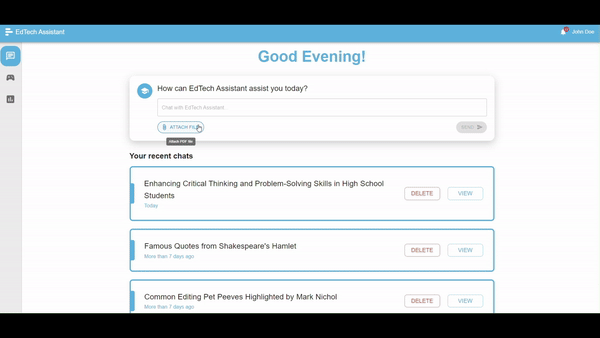 EdTech Assistant
John Doe
Good Evening!
How can EdTech Assistant assist you today?
Chat with EdTech Assistant...
ATTACH FILE
SEND
Attach PDF file
Your recent chats
Enhancing Critical Thinking and Problem-Solving Skills in High School
Students
Today
DELETE
VIEW
Famous Quotes from Shakespeare's Hamlet
More than 7 days ago
DELETE
VIEW
Common Editing Pet Peeves Highlighted by Mark Nichol
More than 7 days ago
DELETE
VIEW